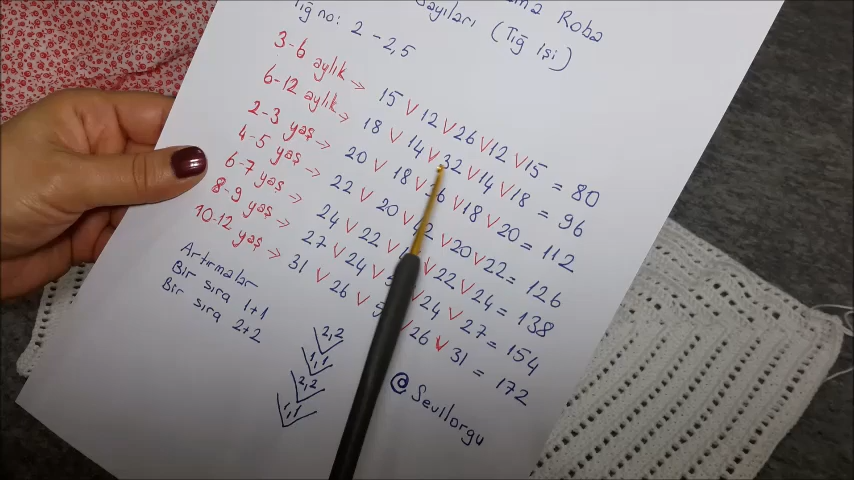 ma Roba
Sayıları (Tığ işi)
Tığ no: 2 - 2,5
3-6 aylık → 15 V 12 V 26 V 12 V 15 = 80
6-12 aylık → 18 V 14 V 32 V 14 V 18 = 96
2-3 yaş → 20 V 18 V 36 V 18 V 20 = 112
4-5 yaş → 22 V 20 V 42 V 20 V 22 = 126
6-7 yaş → 24 V 22 V V 22 V 24 = 138
8-9 yaş → 27 V 24 V V 24 V 27 = 154
10-12 yaş → 31 V 26 V V 26 V 31 = 172
Artırmalar
Bir sıra 1+1
Bir sıra 2+2
2,2
1,1
2,2
1,1
@Sevilorgu